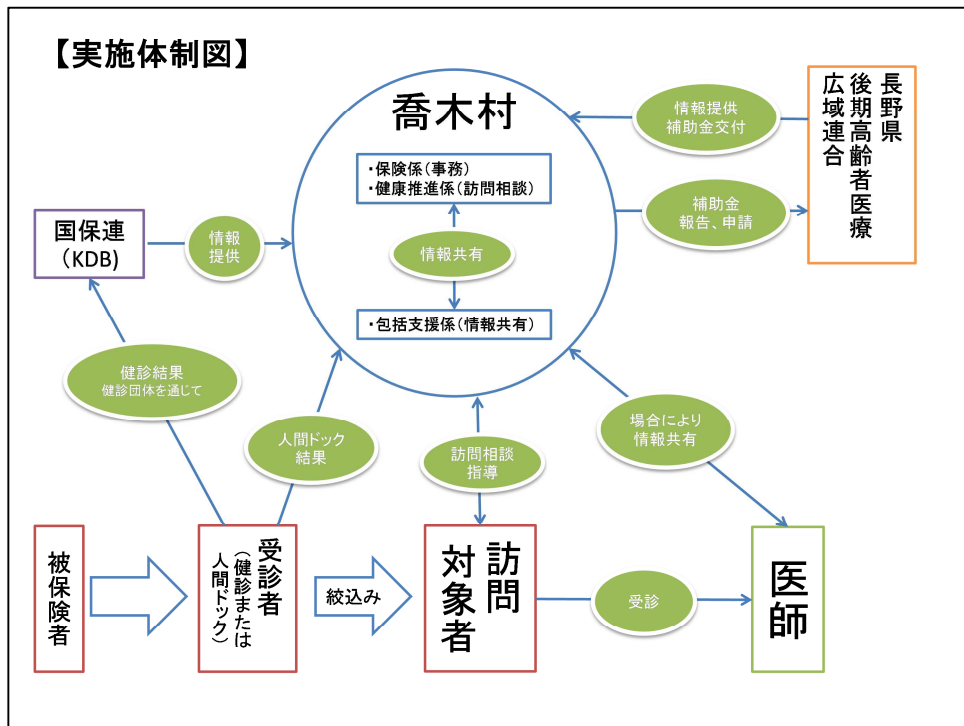 【実施体制図】
喬木村
・保険係(事務)
・健康推進係(訪問相談)
情報共有
・包括支援係(情報共有)
情報提供
補助金交付
補助金
報告、申請
長野県
後期高齢者医療
広域連合
国保連
(KDB)
情報
提供
健診結果
健診団体を通じて
人間ドック
結果
訪問相談
指導
場合により
情報共有
被保険者
受診者
(健診または
人間ドック)
絞込み
訪問
対象者
受診
医師